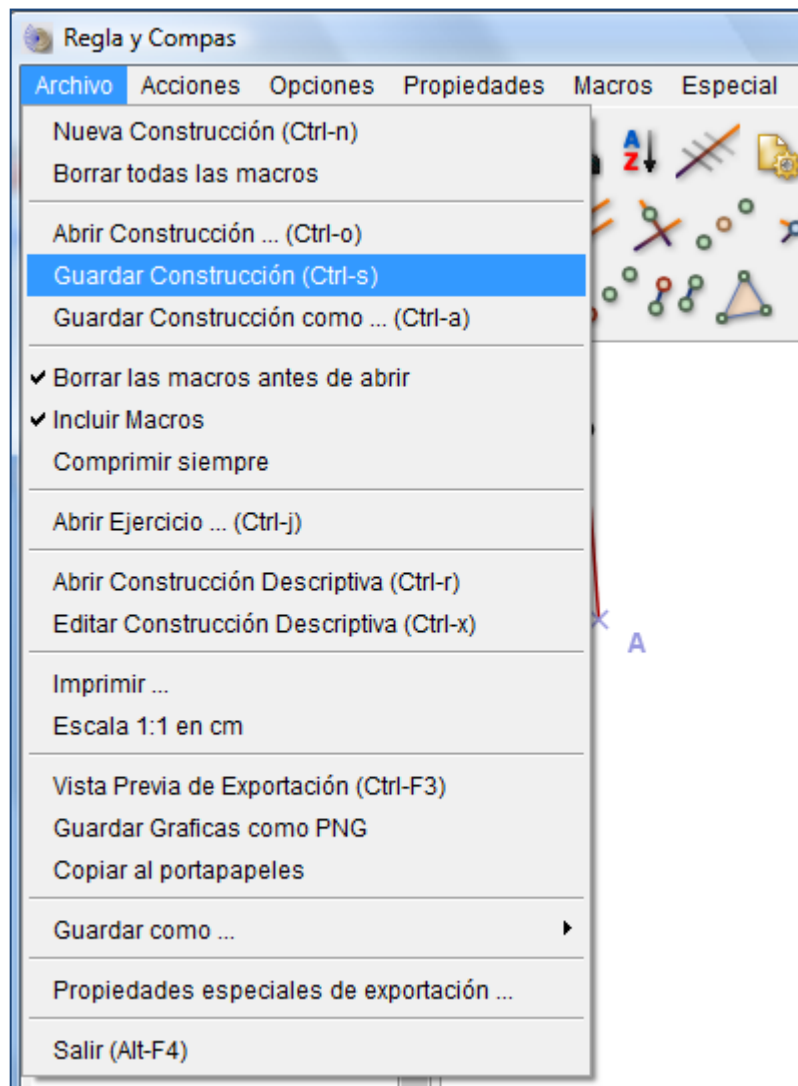 Regla y Compas
Archivo Acciones Opciones Propiedades Macros Especial
Nueva Construcción (Ctrl-n)
Borrar todas las macros
Abrir Construcción ... (Ctrl-o)
Guardar Construcción (Ctrl-s)
Guardar Construcción como ... (Ctrl-a)
Borrar las macros antes de abrir
Incluir Macros
Comprimir siempre
Abrir Ejercicio ... (Ctrl-j)
Abrir Construcción Descriptiva (Ctrl-r)
Editar Construcción Descriptiva (Ctrl-x)
Imprimir ...
Escala 1:1 en cm
Vista Previa de Exportación (Ctrl-F3)
Guardar Graficas como PNG
Copiar al portapapeles
Guardar como ...
Propiedades especiales de exportación ...
Salir (Alt-F4)
A
Z
A